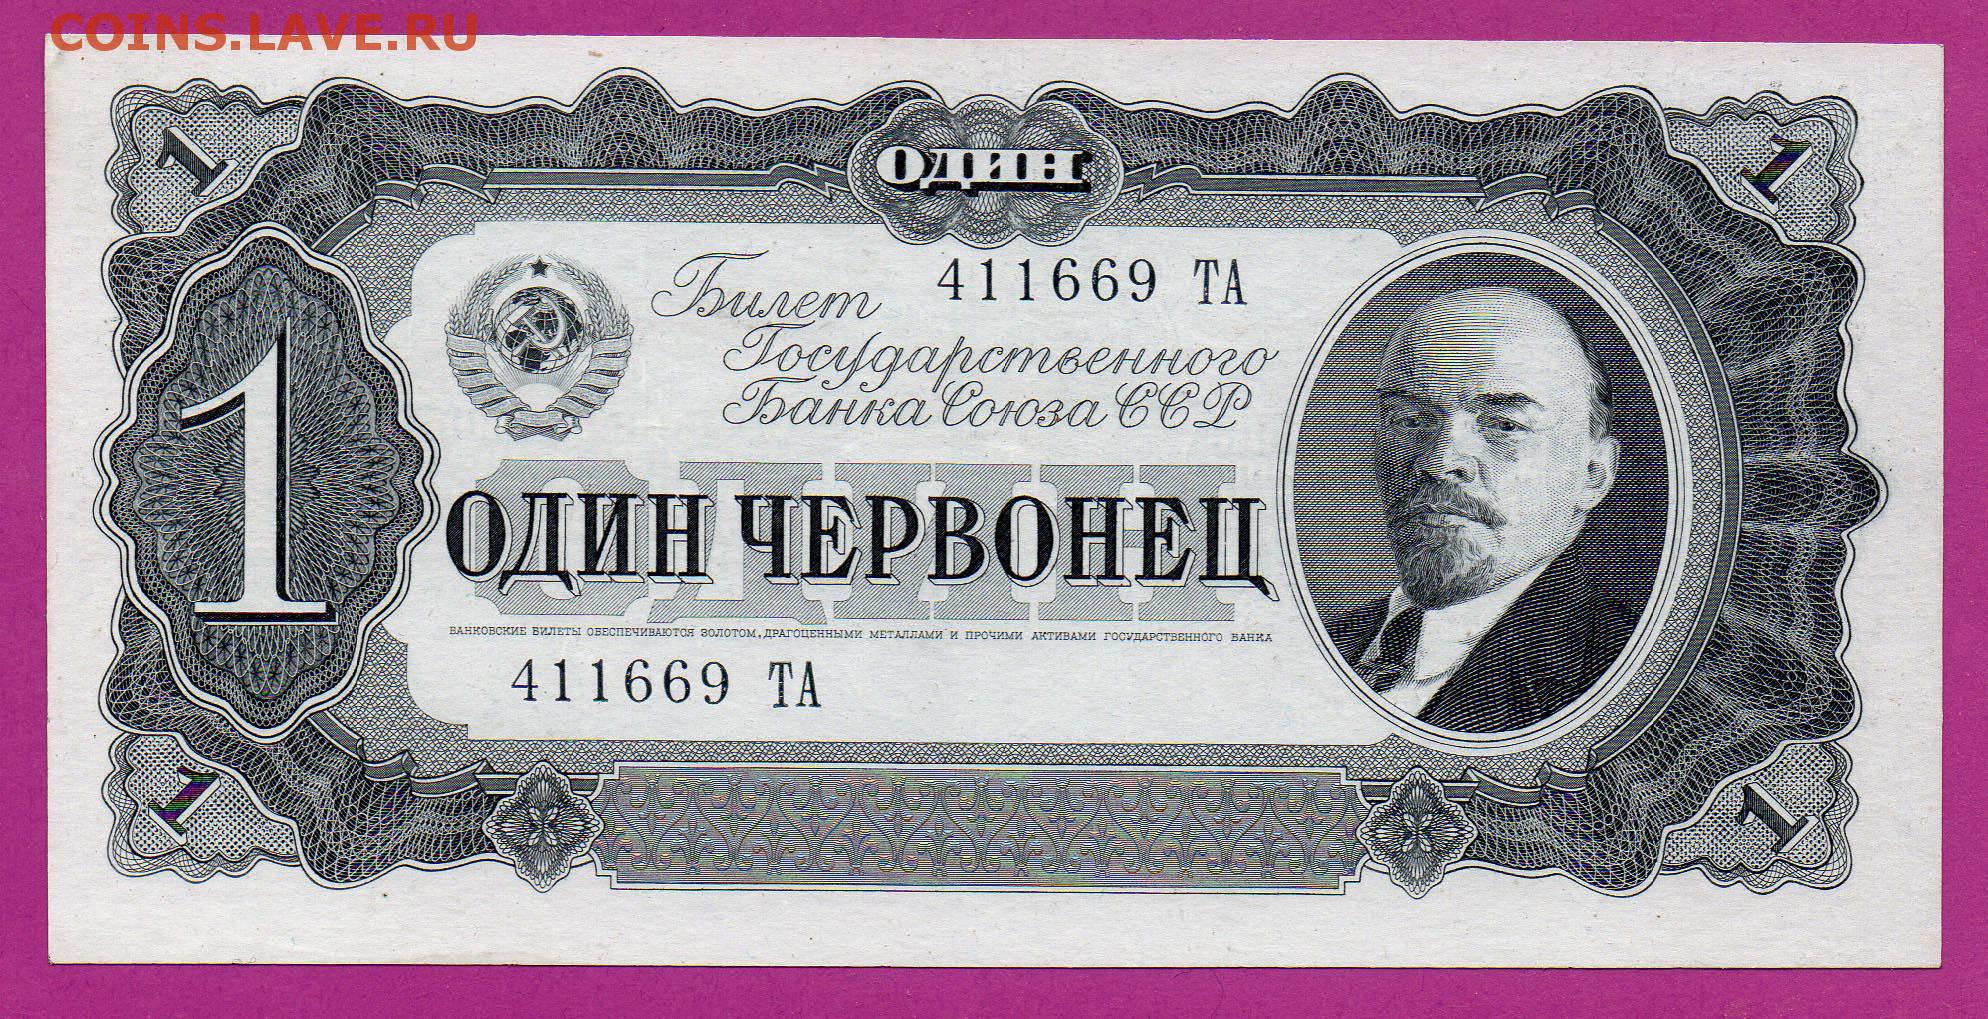 COINS.LAVE.RU
1
1
ОДИН
Билет
411669 ТА
Государственного
Банка Союза ССР
1
ОДИН
ОДИН ЧЕРВОНЕЦ
БАНКОВСКИЕ БИЛЕТЫ ОБЕСПЕЧИВАЮТСЯ ЗОЛОТОМ, ДРАГОЦЕННЫМИ МЕТАЛЛАМИ И ПРОЧИМИ АКТИВАМИ ГОСУДАРСТВЕННОГО БАНКА
411669 ТА
1
1